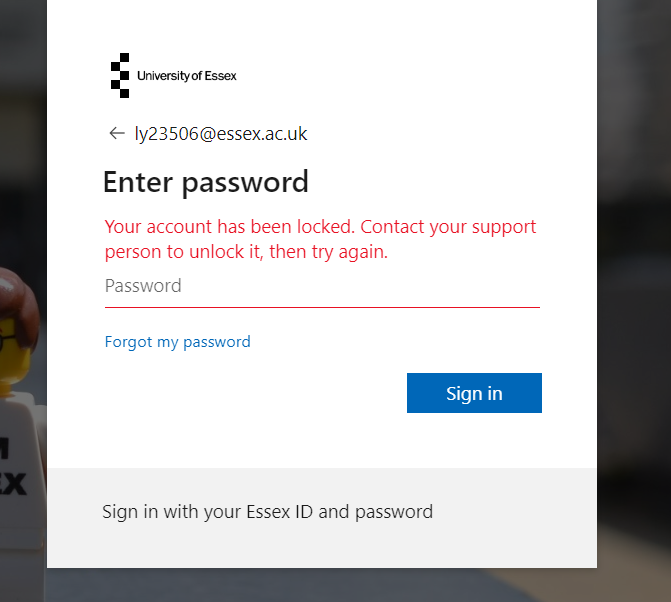 University of Essex
ly23506@essex.ac.uk
Enter password
Your account has been locked. Contact your support
person to unlock it, then try again.
Password
Forgot my password
Sign in
EX
Sign in with your Essex ID and password